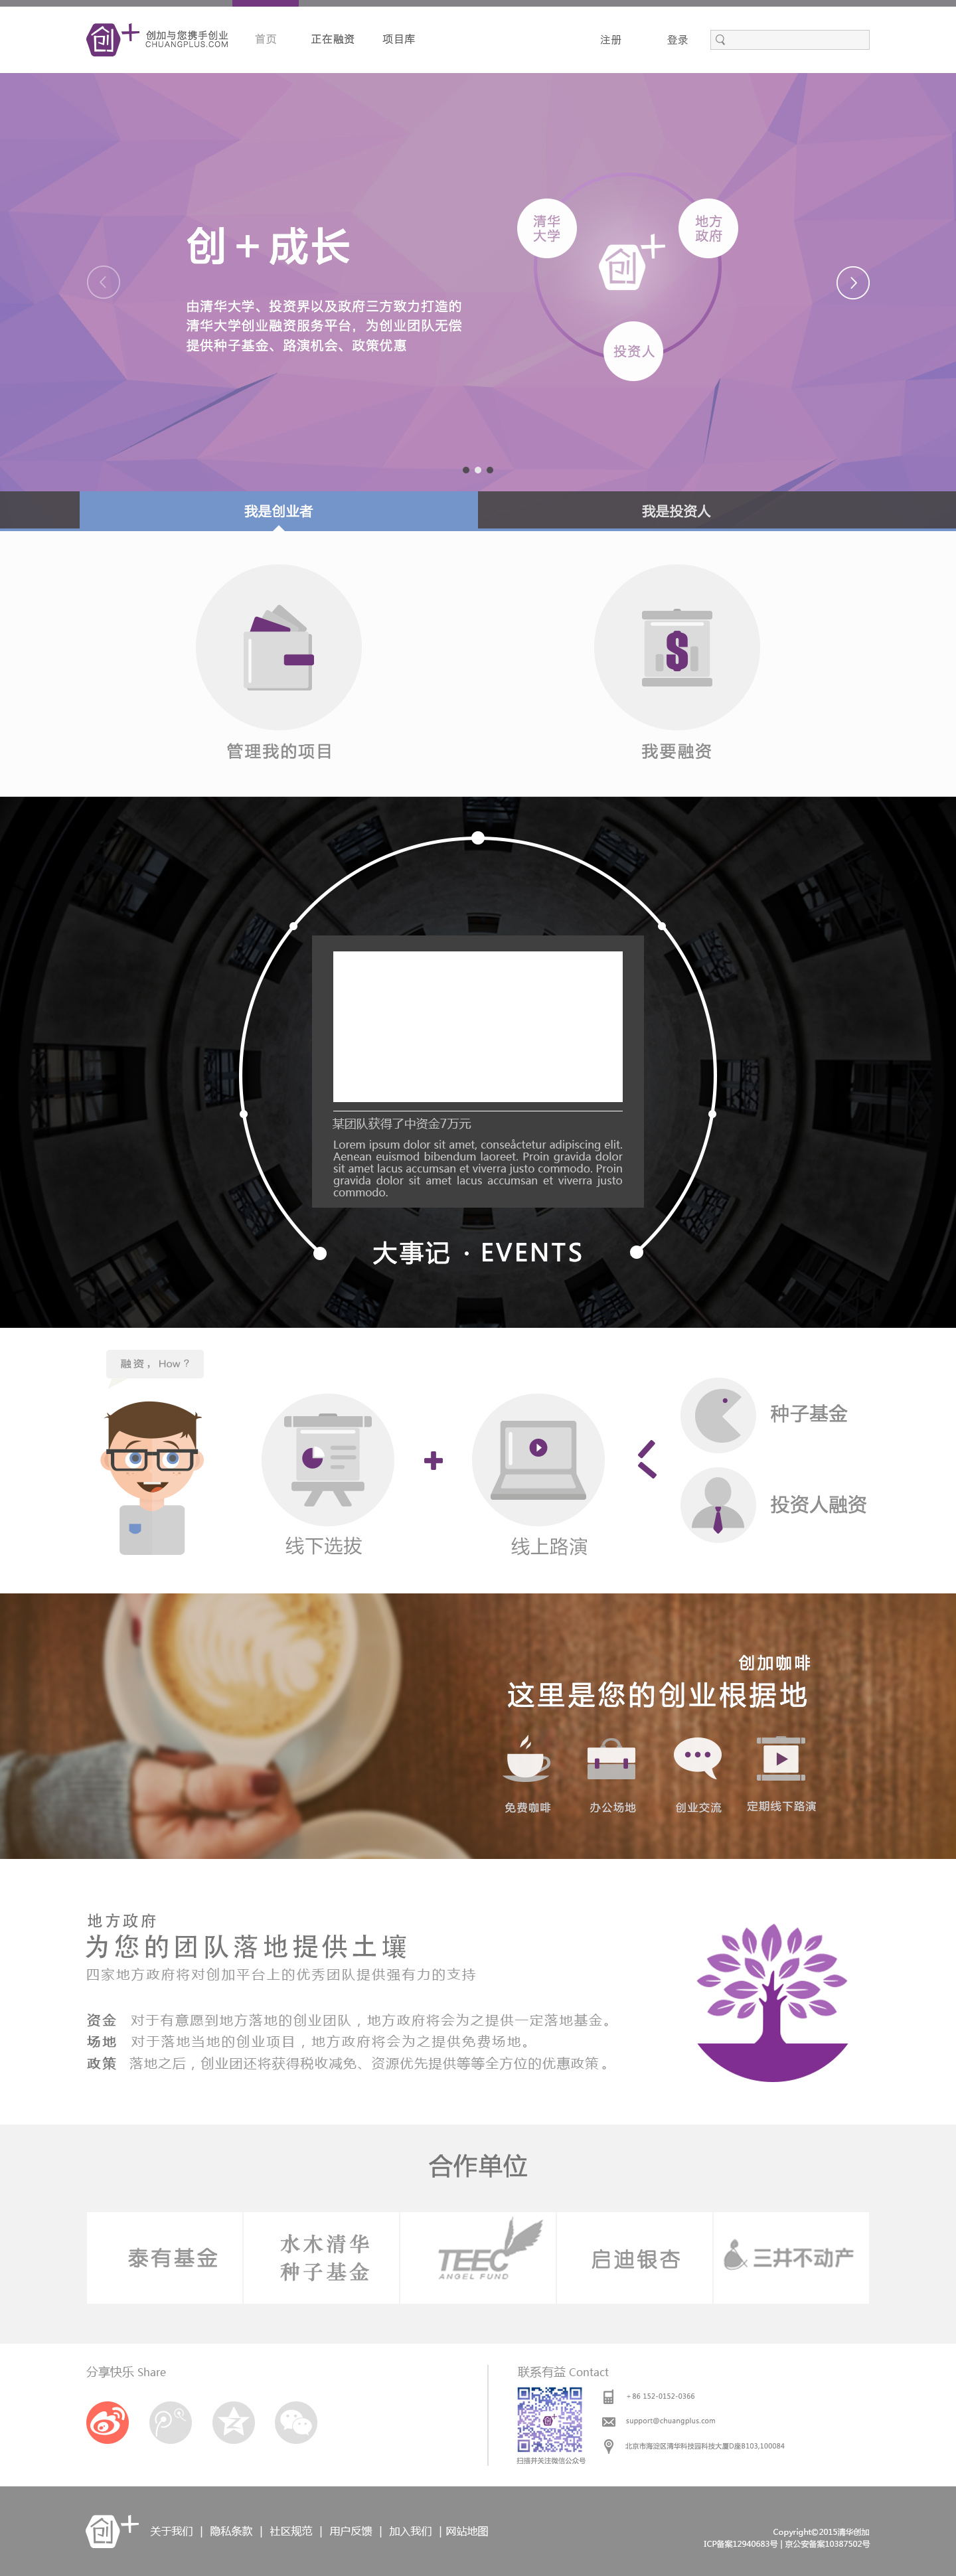 创 创加与您携手创业
CHUANGPLUS.COM
首页 正在融资 项目库 注册 登录
创+成长
由清华大学、投资界以及政府三方致力打造的
清华大学创业融资服务平台，为创业团队无偿
提供种子基金、路演机会、政策优惠
清华
大学
地方
政府
创
投资人
我是创业者 我是投资人
管理我的项目 我要融资
$
某团队获得了中资金7万元
Lorem ipsum dolor sit amet, conseåctetur adipiscing elit.
Aenean euismod bibendum laoreet. Proin gravida dolor
sit amet lacus accumsan et viverra justo commodo. Proin
gravida dolor sit amet lacus accumsan et viverra justo
commodo.
大事记 · EVENTS
融资，How？
线下选拔 线上路演
种子基金
投资人融资
创加咖啡
这里是您的创业根据地
免费咖啡 办公场地 创业交流 定期线下路演
地方政府
为您的团队落地提供土壤
四家地方政府将对创加平台上的优秀团队提供强有力的支持
资金 对于有意愿到地方落地的创业团队，地方政府将会为之提供一定落地基金。
场地 对于落地当地的创业项目，地方政府将会为之提供免费场地。
政策 落地之后，创业团还将获得税收减免、资源优先提供等等全方位的优惠政策。
合作单位
泰有基金
水木清华
种子基金
TEEC
ANGEL FUND
启迪银杏
三井不动产
分享快乐 Share
联系有益 Contact
+86 152-0152-0366
support@chuangplus.com
北京市海淀区清华科技园科技大厦D座B103,100084
扫描并关注微信公众号
创
关于我们 | 隐私条款 | 社区规范 | 用户反馈 | 加入我们 | 网站地图
Copyright©2015清华创加
ICP备案12940683号 | 京公安备案10387502号